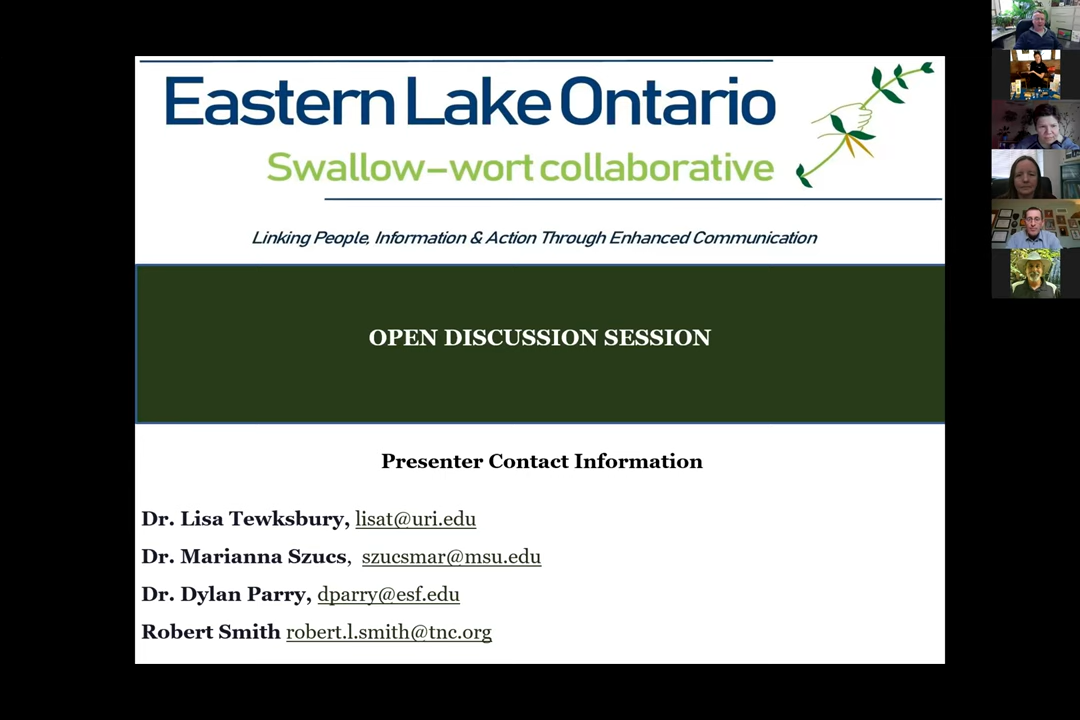 Eastern Lake Ontario
Swallow-wort collaborative
Linking People, Information & Action Through Enhanced Communication
OPEN DISCUSSION SESSION
Presenter Contact Information
Dr. Lisa Tewksbury, lisat@uri.edu
Dr. Marianna Szucs, szucsmar@msu.edu
Dr. Dylan Parry, dparry@esf.edu
Robert Smith robert.l.smith@tnc.org